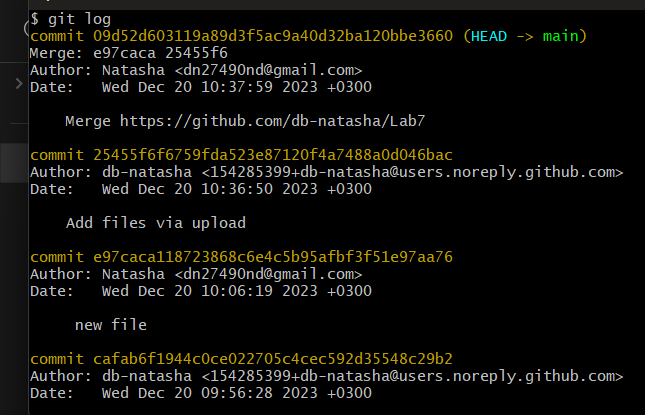 $ git log
commit 09d52d603119a89d3f5ac9a40d32ba120bbe3660 (HEAD -> main)
Merge: e97caca 25455f6
Author: Natasha <dn27490nd@gmail.com>
Date:   Wed Dec 20 10:37:59 2023 +0300
Merge https://github.com/db-natasha/Lab7
commit 25455f6f6759fda523e87120f4a7488a0d046bac
Author: db-natasha <154285399+db-natasha@users.noreply.github.com>
Date:   Wed Dec 20 10:36:50 2023 +0300
Add files via upload
commit e97caca118723868c6e4c5b95afbf3f51e97aa76
Author: Natasha <dn27490nd@gmail.com>
Date:   Wed Dec 20 10:06:19 2023 +0300
new file
commit cafab6f1944c0ce022705c4cec592d35548c29b2
Author: db-natasha <154285399+db-natasha@users.noreply.github.com>
Date:   Wed Dec 20 09:56:28 2023 +0300